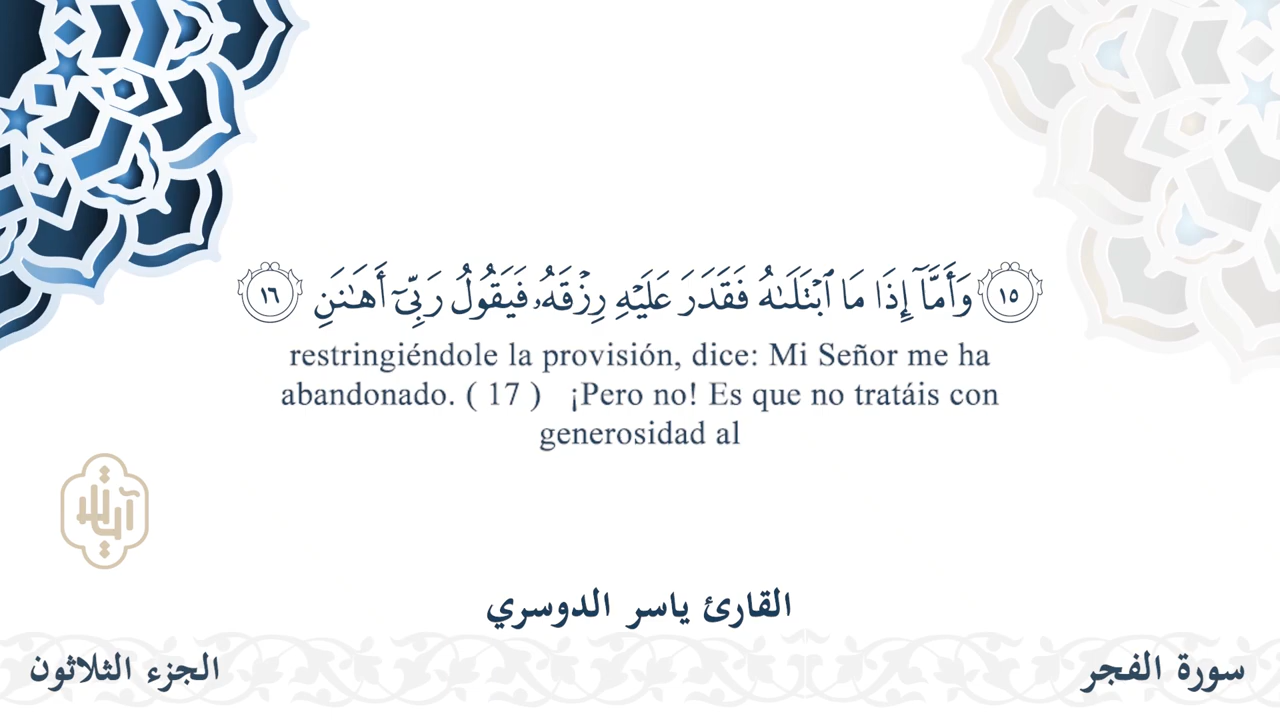 ١٥ وَأَمَّآ إِذَا مَا ٱبْتَلَىٰهُ فَقَدَرَ عَلَيْهِ رِزْقَهُۥ فَيَقُولُ رَبِّىٓ أَهَـٰنَنِ ١٦
restringiéndole la provisión, dice: Mi Señor me ha
abandonado. ( 17 ) ¡Pero no! Es que no tratáis con
generosidad al
آيات
القارئ ياسر الدوسري
سورة الفجر
الجزء الثلاثون